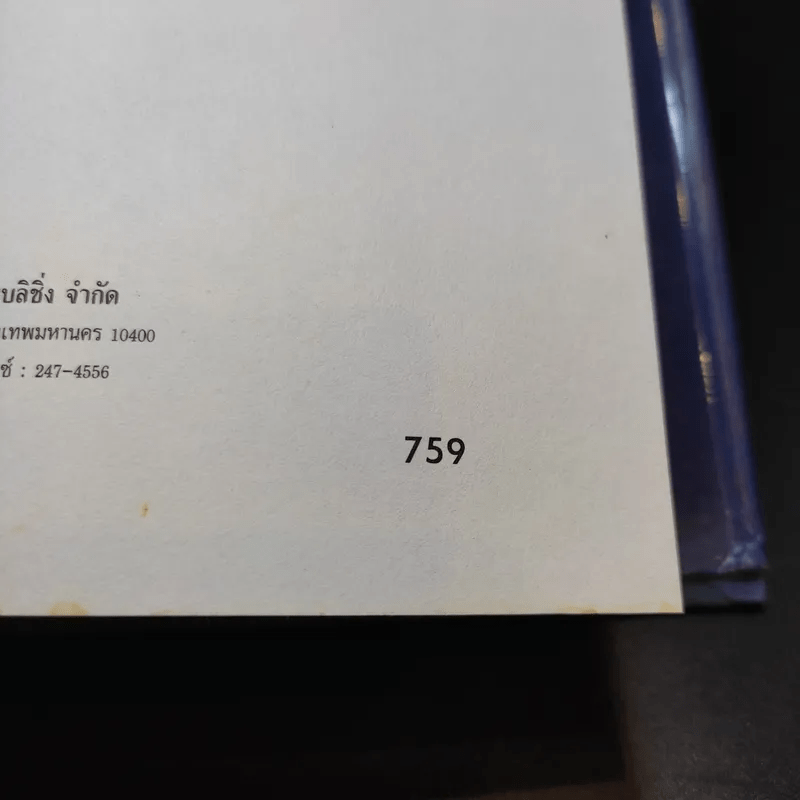 บลิชิ่ง จำกัด
เทพมหานคร 10400
ซ์ : 247-4556
759